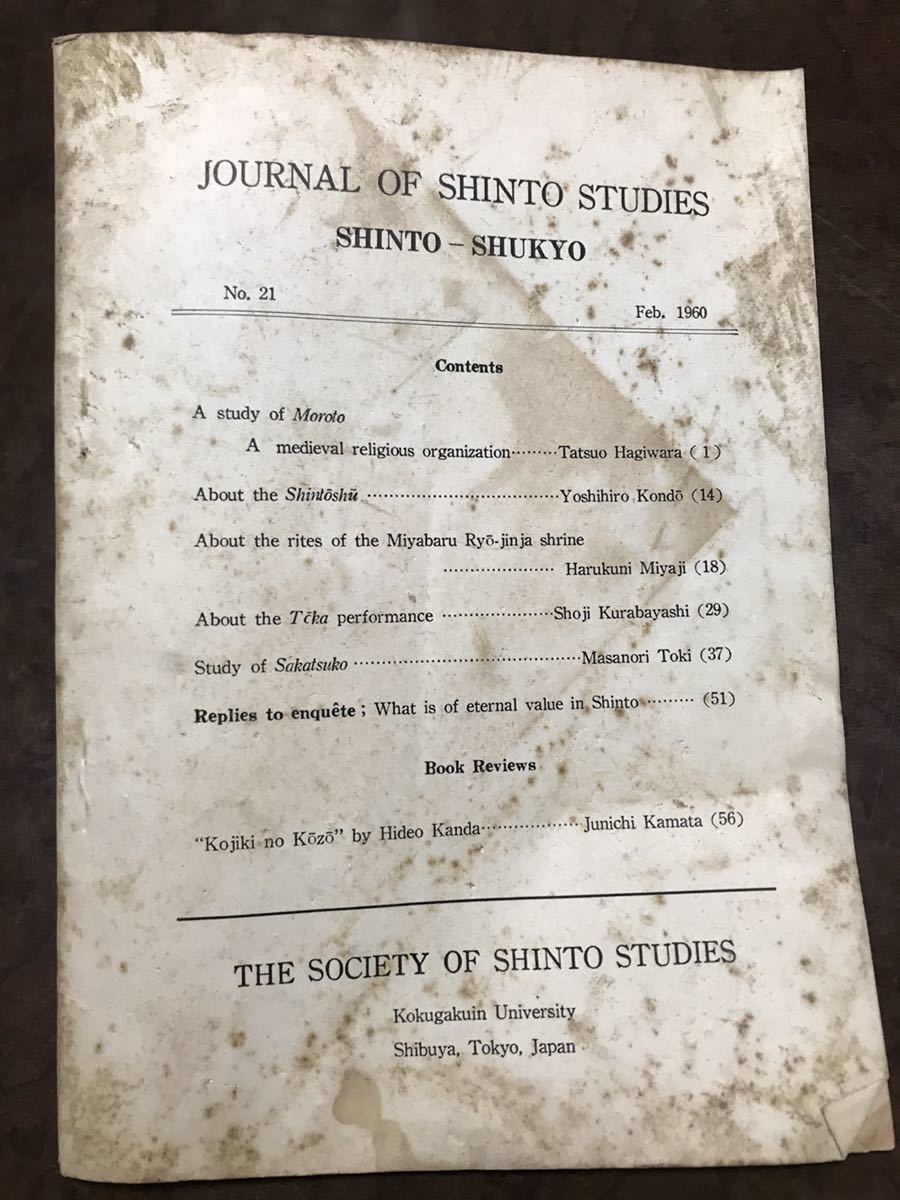 JOURNAL OF SHINTO STUDIES
SHINTO – SHUKYO
No. 21
Feb. 1960
Contents
A study of Moroto
A medieval religious organization·········Tatsuo Hagiwara ( 1 )
About the Shintōshū ··································Yoshihiro Kondō (14)
About the rites of the Miyabaru Ryō-jinja shrine
···················· Harukuni Miyaji (18)
About the Tēka performance ····················Shoji Kurabayashi (29)
Study of Sakatsuko ········································Masanori Toki (37)
Replies to enquête ; What is of eternal value in Shinto ········· (51)
Book Reviews
“Kojiki no Kōzō” by Hideo Kanda·················· Junichi Kamata (56)
THE SOCIETY OF SHINTO STUDIES
Kokugakuin University
Shibuya, Tokyo, Japan